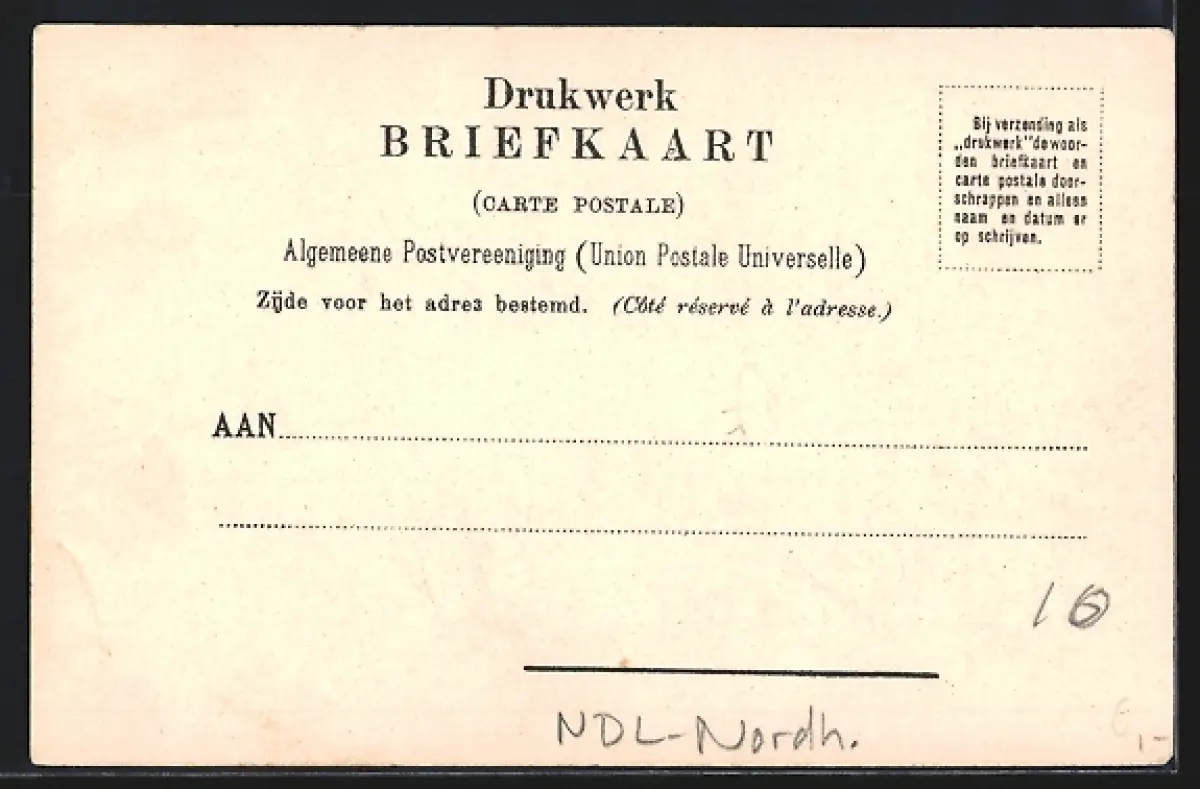 Drukwerk
BRIEFKAART
(CARTE POSTALE)
Algemeene Postvereeniging (Union Postale Universelle)
Zijde voor het adres bestemd. (Côté réservé à l'adresse.)
Bij verzending als
„drukwerk" de woor-
den briefkaart en
carte postale door-
schrappen en alleen
naam en datum er
op schrijven.
AAN
16
NDL-Nordh.